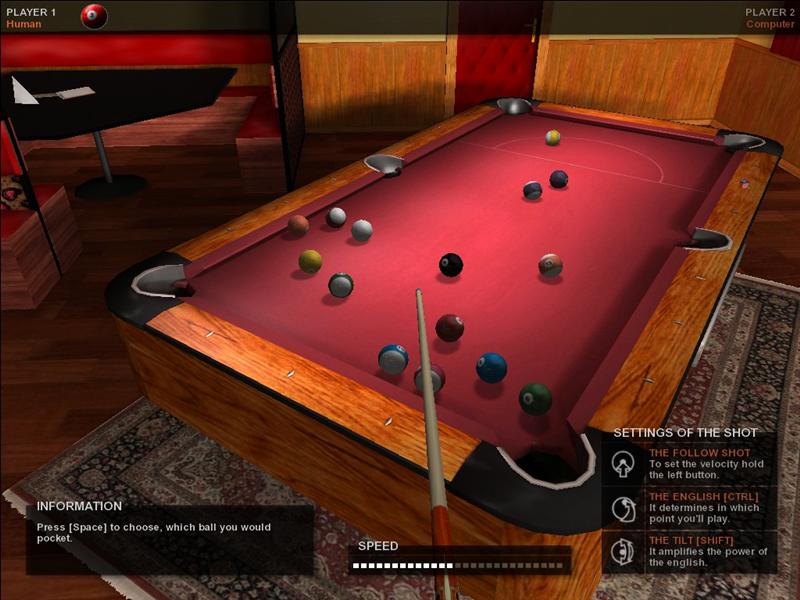 PLAYER 1
Human
PLAYER 2
Computer
SETTINGS OF THE SHOT
THE FOLLOW SHOT
To set the velocity hold
the left button.
THE ENGLISH [CTRL]
It determines in which
point you'll play.
THE TILT [SHIFT]
It amplifies the power of
the english.
INFORMATION
Press [Space] to choose, which ball you would
pocket.
SPEED